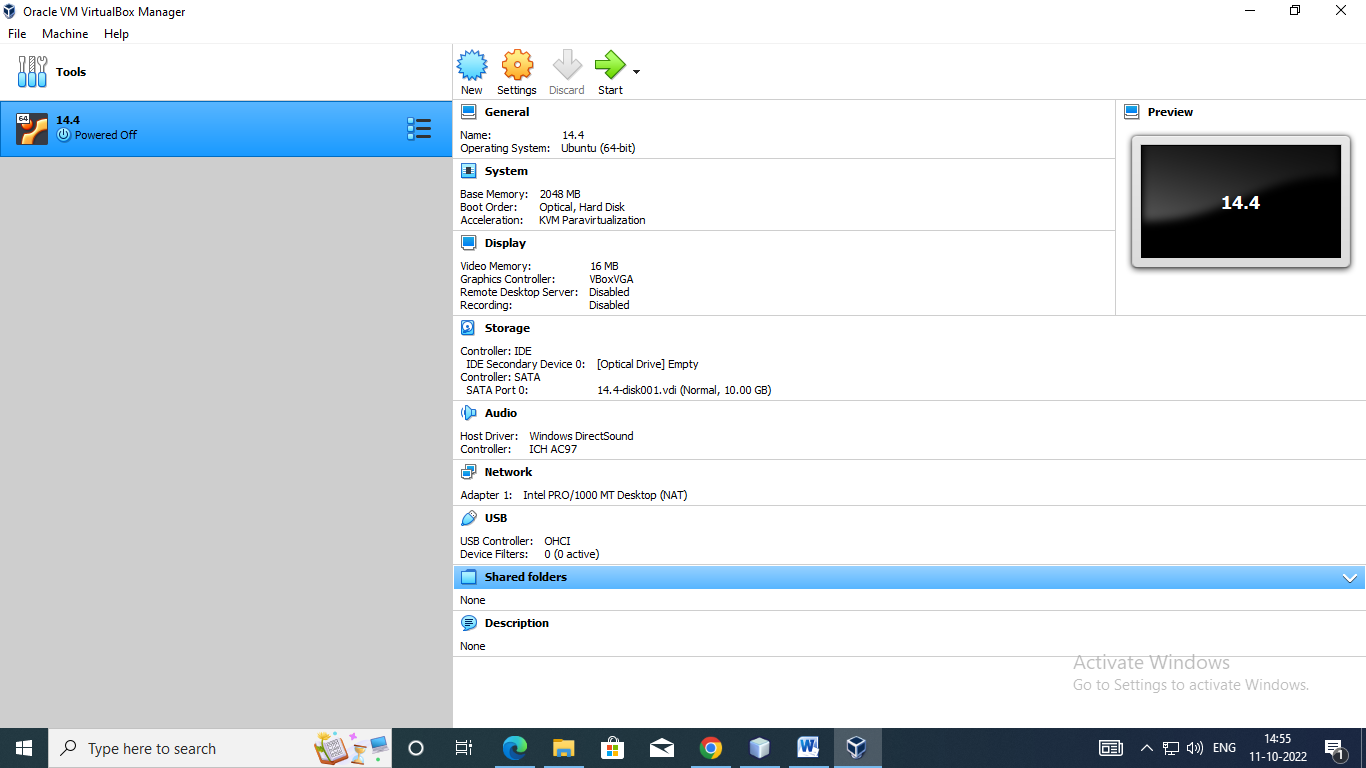 Oracle VM VirtualBox Manager
File Machine Help
Tools
New Settings Discard Start
64
14.4
Powered Off
General
Name: 14.4
Operating System: Ubuntu (64-bit)
System
Base Memory: 2048 MB
Boot Order: Optical, Hard Disk
Acceleration: KVM Paravirtualization
Display
Video Memory: 16 MB
Graphics Controller: VBoxVGA
Remote Desktop Server: Disabled
Recording: Disabled
Preview
14.4
Storage
Controller: IDE
IDE Secondary Device 0: [Optical Drive] Empty
Controller: SATA
SATA Port 0: 14.4-disk001.vdi (Normal, 10.00 GB)
Audio
Host Driver: Windows DirectSound
Controller: ICH AC97
Network
Adapter 1: Intel PRO/1000 MT Desktop (NAT)
USB
USB Controller: OHCI
Device Filters: 0 (0 active)
Shared folders
None
Description
None
Activate Windows
Go to Settings to activate Windows.
Type here to search
W
ENG
14:55
11-10-2022
1